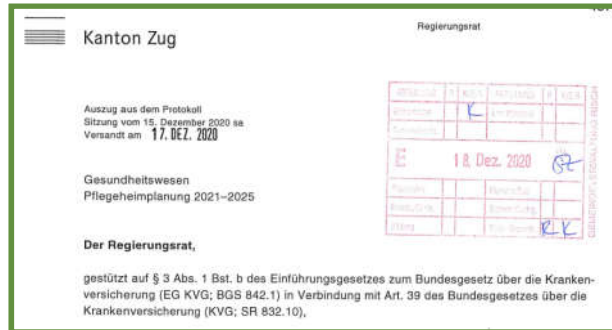 Regierungsrat
Kanton Zug
Auszug aus dem Protokoll
Sitzung vom 15. Dezember 2020 sa
Versandt am 17. DEZ. 2020
E 18. Dez. 2020
Gesundheitswesen
Pflegeheimplanung 2021–2025
Der Regierungsrat,
gestützt auf § 3 Abs. 1 Bst. b des Einführungsgesetzes zum Bundesgesetz über die Kranken-
versicherung (EG KVG; BGS 842.1) in Verbindung mit Art. 39 des Bundesgesetzes über die
Krankenversicherung (KVG; SR 832.10),